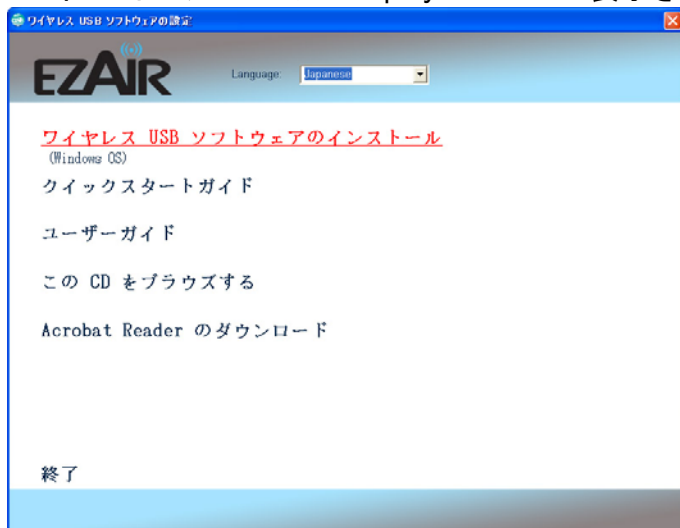 ワイヤレス USB ソフトウェアの設定
EZAIR
Language:
Japanese
ワイヤレス USB ソフトウェアのインストール
(Windows OS)
クイックスタートガイド
ユーザーガイド
この CD をブラウズする
Acrobat Reader のダウンロード
終了